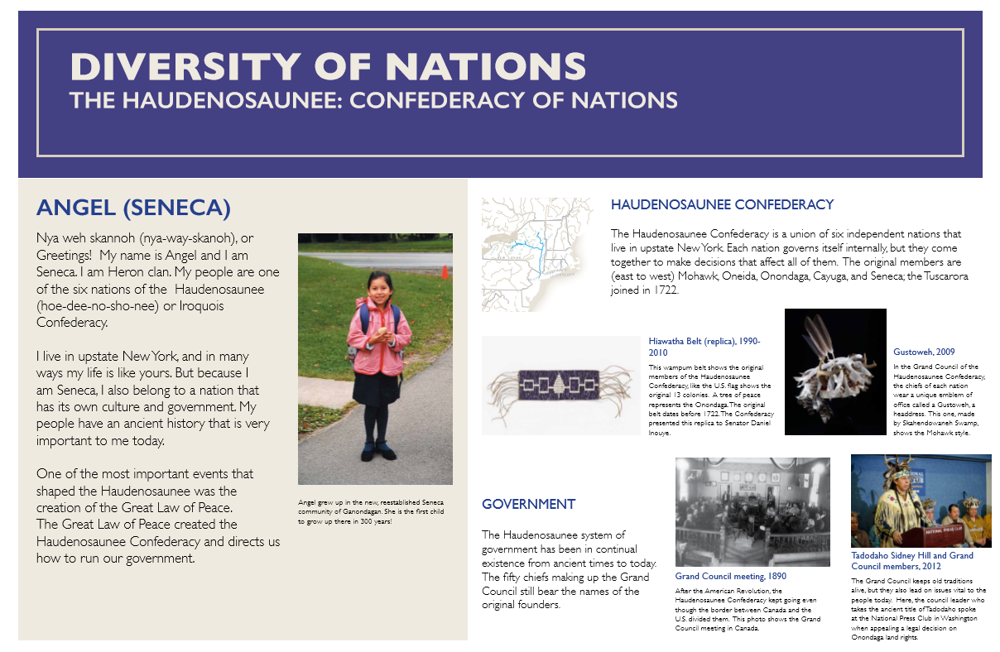 DIVERSITY OF NATIONS
THE HAUDENOSAUNEE: CONFEDERACY OF NATIONS
ANGEL (SENECA)
Nya weh skannoh (nya-way-skanoh), or
Greetings! My name is Angel and I am
Seneca. I am Heron clan. My people are one
of the six nations of the Haudenosaunee
(hoe-dee-no-sho-nee) or Iroquois
Confederacy.
I live in upstate New York, and in many
ways my life is like yours. But because I
am Seneca, I also belong to a nation that
has its own culture and government. My
people have an ancient history that is very
important to me today.
One of the most important events that
shaped the Haudenosaunee was the
creation of the Great Law of Peace.
The Great Law of Peace created the
Haudenosaunee Confederacy and directs us
how to run our government.
Angel grew up in the new, reestablished Seneca
community of Ganondagan. She is the first child
to grow up there in 300 years!
HAUDENOSAUNEE CONFEDERACY
The Haudenosaunee Confederacy is a union of six independent nations that
live in upstate New York. Each nation governs itself internally, but they come
together to make decisions that affect all of them. The original members are
(east to west) Mohawk, Oneida, Onondaga, Cayuga, and Seneca; the Tuscarora
joined in 1722.
Hiawatha Belt (replica), 1990-
2010
This wampum belt shows the original
members of the Haudenosaunee
Confederacy, like the U.S. flag shows the
original 13 colonies. A tree of peace
represents the Onondaga. The original
belt dates before 1722. The Confederacy
presented this replica to Senator Daniel
Inouye.
Gustoweh, 2009
In the Grand Council of the
Haudenosaunee Confederacy,
the chiefs of each nation
wear a unique emblem of
office called a Gustoweh, a
headdress. This one, made
by Skahendowaneh Swamp,
shows the Mohawk style.
GOVERNMENT
The Haudenosaunee system of
government has been in continual
existence from ancient times to today.
The fifty chiefs making up the Grand
Council still bear the names of the
original founders.
Grand Council meeting, 1890
After the American Revolution, the
Haudenosaunee Confederacy kept going even
though the border between Canada and the
U.S. divided them. This photo shows the Grand
Council meeting in Canada.
NATIONAL PRESS CLUB
Tadodaho Sidney Hill and Grand
Council members, 2012
The Grand Council keeps old traditions
alive, but they also lead on issues vital to the
people today. Here, the council leader who
takes the ancient title of Tadodaho spoke
at the National Press Club in Washington
when appealing a legal decision on
Onondaga land rights.